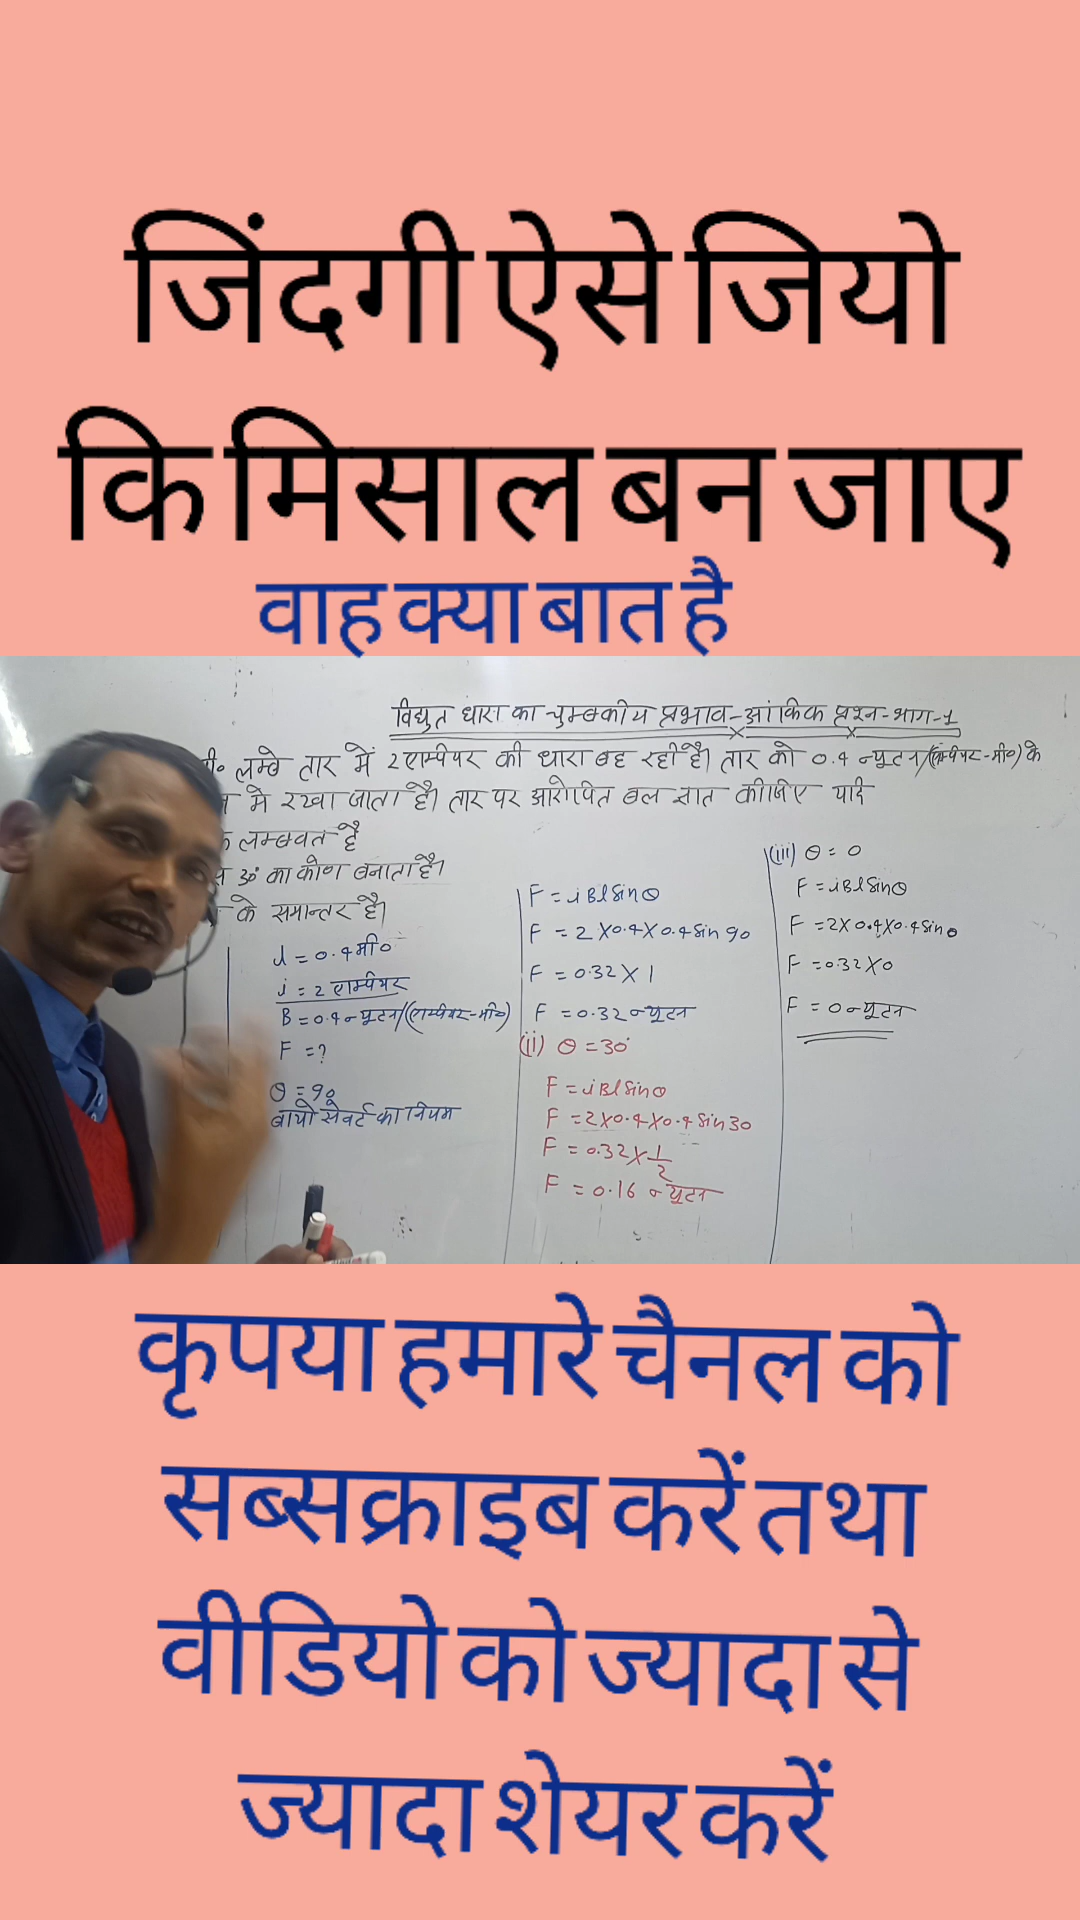 जिंदगी ऐसे जियो
कि मिसाल बन जाए
वाह क्या बात है
विद्युत धारा का चुम्बकीय प्रभाव-आंकिक प्रश्न-भाग-1
मी० लम्बे तार में 2 एम्पियर की धारा बह रही है। तार को 0.4 न्यूटन/(एम्पियर-मी०) के
में रखा जाता है। तार पर आरोपित बल ज्ञात कीजिए यदि
के लम्बवत है
से 30° का कोण बनाता है।
के समान्तर है।
l = 0.4 मी०
i = 2 एम्पियर
B = 0.4 न्यूटन/(एम्पियर-मी०)
F = ?
θ = 90
बायो सेवर्ट का नियम
F = iBl Sinθ
F = 2 X 0.4 X 0.4 Sin 90
F = 0.32 X 1
F = 0.32 न्यूटन
(ii) θ = 30°
F = iBl Sinθ
F = 2 X 0.4 X 0.4 Sin 30
F = 0.32 X 1/2
F = 0.16 न्यूटन
(iii) θ = 0
F = iBl Sinθ
F = 2 X 0.4 X 0.4 Sin 0
F = 0.32 X 0
F = 0 न्यूटन
कृपया हमारे चैनल को
सब्सक्राइब करें तथा
वीडियो को ज्यादा से
ज्यादा शेयर करें